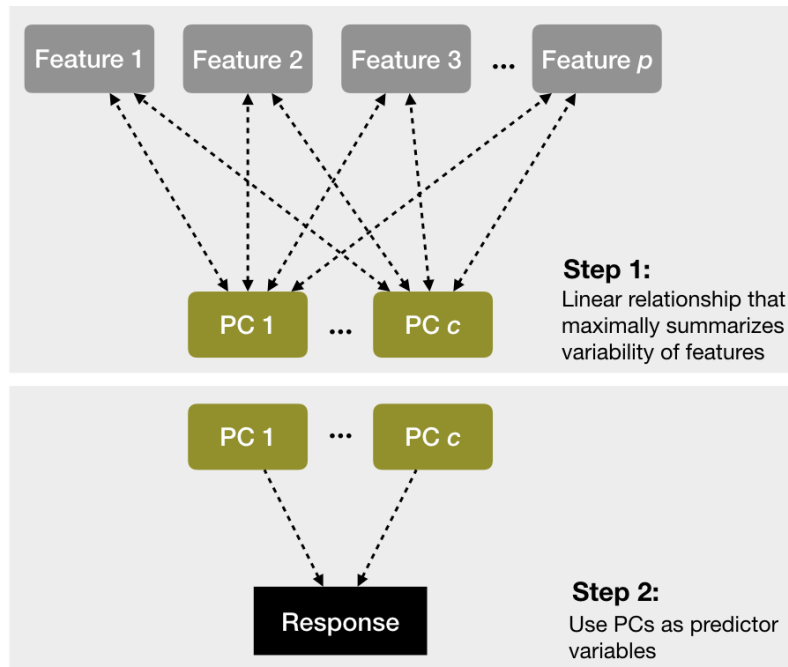 Feature 1 Feature 2 Feature 3 ... Feature p
Step 1:
Linear relationship that
maximally summarizes
variability of features
PC 1 ... PC c
PC 1 ... PC c
Response
Step 2:
Use PCs as predictor
variables